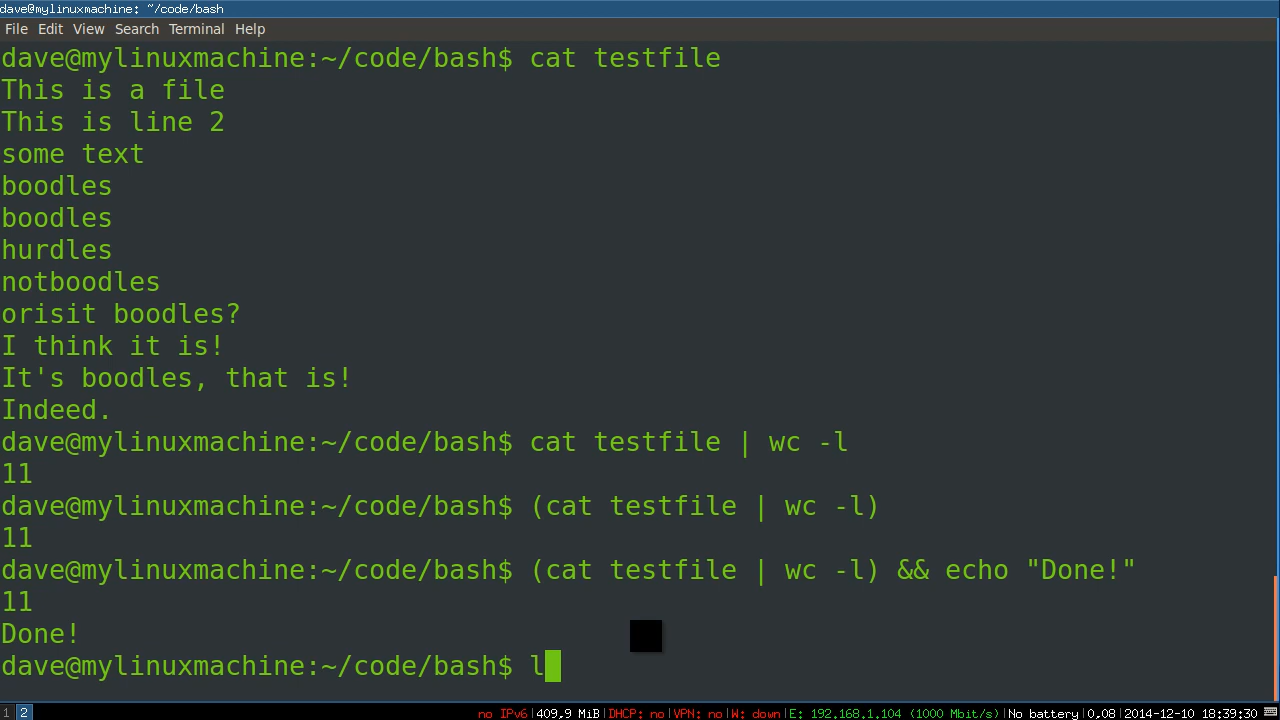 dave@mylinuxmachine: ~/code/bash
File Edit View Search Terminal Help
dave@mylinuxmachine:~/code/bash$ cat testfile
This is a file
This is line 2
some text
boodles
boodles
hurdles
notboodles
orisit boodles?
I think it is!
It's boodles, that is!
Indeed.
dave@mylinuxmachine:~/code/bash$ cat testfile | wc -l
11
dave@mylinuxmachine:~/code/bash$ (cat testfile | wc -l)
11
dave@mylinuxmachine:~/code/bash$ (cat testfile | wc -l) && echo "Done!"
11
Done!
dave@mylinuxmachine:~/code/bash$ l
1 2 no IPv6|409,9 MiB|DHCP: no|VPN: no|W: down|E: 192.168.1.104 (1000 Mbit/s)|No battery|0,08|2014-12-10 18:39:30